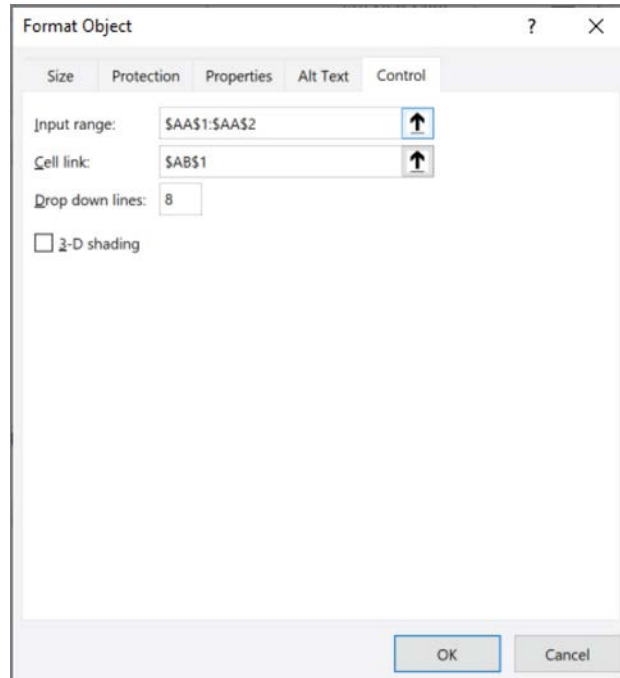 Format Object ? ×
Size Protection Properties Alt Text Control
Input range: $AA$1:$AA$2
Cell link: $AB$1
Drop down lines: 8
3-D shading
OK Cancel